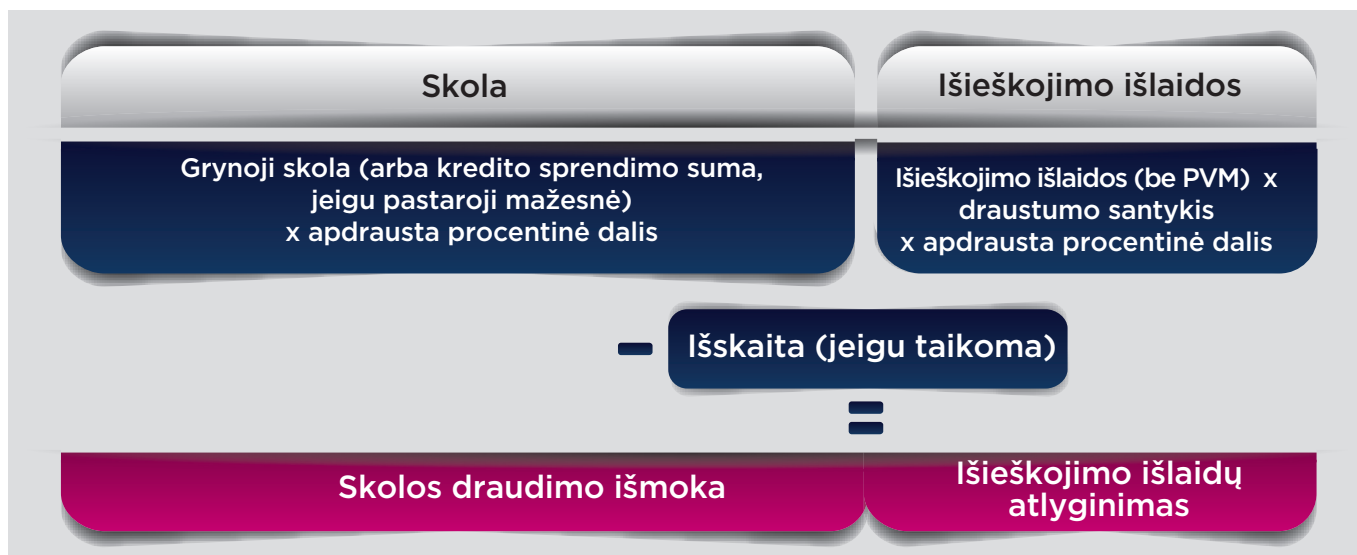 Skola
Išieškojimo išlaidos
Grynoji skola (arba kredito sprendimo suma,
jeigu pastaroji mažesnė)
x apdrausta procentinė dalis
Išieškojimo išlaidos (be PVM) x
draustumo santykis
x apdrausta procentinė dalis
- Išskaita (jeigu taikoma)
=
Skolos draudimo išmoka
Išieškojimo išlaidų
atlyginimas